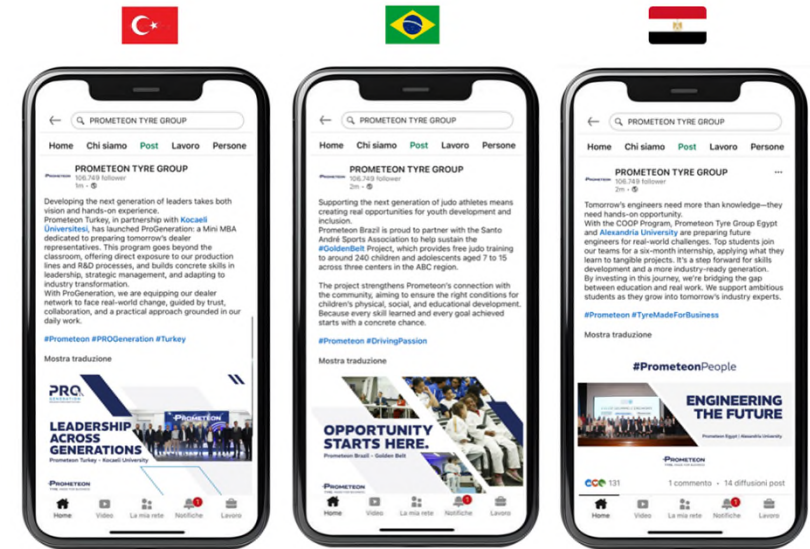 PROMETEON TYRE GROUP
Home Chi siamo Post Lavoro Persone
PROMETEON
PROMETEON TYRE GROUP
106.749 follower
1m •
Developing the next generation of leaders takes both
vision and hands-on experience.
Prometeon Turkey, in partnership with Kocaeli
Üniversitesi, has launched ProGeneration: a Mini MBA
dedicated to preparing tomorrow's dealer
representatives. This program goes beyond the
classroom, offering direct exposure to our production
lines and R&D processes, and builds concrete skills in
leadership, strategic management, and adapting to
industry transformation.
With ProGeneration, we are equipping our dealer
network to face real-world change, guided by trust,
collaboration, and a practical approach grounded in our
daily work.
#Prometeon #PROGeneration #Turkey
Mostra traduzione
PRO
GENERATION
PROMETEON
LEADERSHIP
ACROSS
GENERATIONS
Prometeon Turkey - Kocaeli University
PROMETEON
Home Video La mia rete Notifiche Lavoro
1
PROMETEON TYRE GROUP
Home Chi siamo Post Lavoro Persone
PROMETEON
PROMETEON TYRE GROUP
106.749 follower
2m •
Supporting the next generation of judo athletes means
creating real opportunities for youth development and
inclusion.
Prometeon Brazil is proud to partner with the Santo
André Sports Association to help sustain the
#GoldenBelt Project, which provides free judo training
to around 240 children and adolescents aged 7 to 15
across three centers in the ABC region.
The project strengthens Prometeon's connection with
the community, aiming to ensure the right conditions for
children's physical, social, and educational development.
Because every skill learned and every goal achieved
starts with a concrete chance.
#Prometeon #DrivingPassion
Mostra traduzione
OPPORTUNITY
STARTS HERE.
Prometeon Brazil - Golden Belt
PROMETEON
Home Video La mia rete Notifiche Lavoro
1
PROMETEON TYRE GROUP
Home Chi siamo Post Lavoro Persone
PROMETEON
PROMETEON TYRE GROUP
106.749 follower
2m •
Tomorrow's engineers need more than knowledge—they
need hands-on opportunity.
With the COOP Program, Prometeon Tyre Group Egypt
and Alexandria University are preparing future
engineers for real-world challenges. Top students join
our teams for a six-month internship, applying what they
learn to tangible projects. It's a step forward for skills
development and a more industry-ready generation.
By investing in this journey, we're bridging the gap
between education and real work. We support ambitious
students as they grow into tomorrow's industry experts.
#Prometeon #TyreMadeForBusiness
Mostra traduzione
#PrometeonPeople
ENGINEERING
THE FUTURE
Prometeon Egypt | Alexandria University
PROMETEON
131 1 commento • 14 diffusioni post
Home Video La mia rete Notifiche Lavoro
1